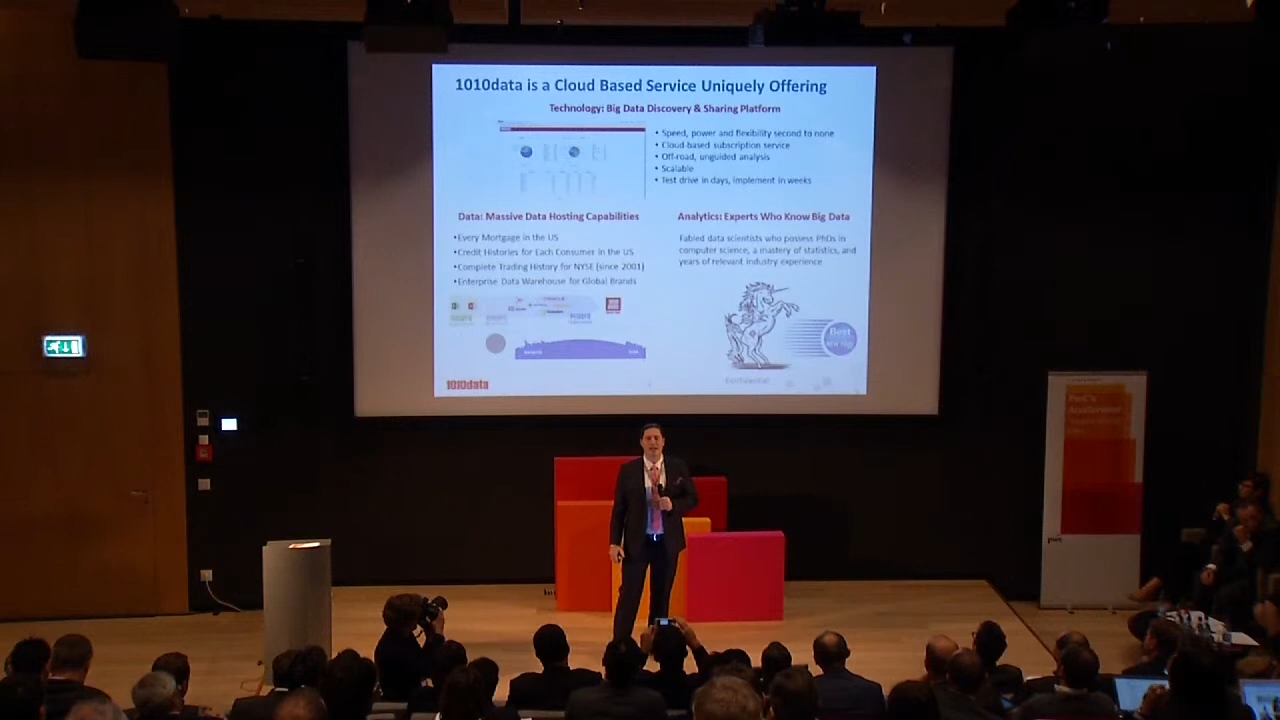 1010data is a Cloud Based Service Uniquely Offering
Technology: Big Data Discovery & Sharing Platform
• Speed, power and flexibility second to none
• Cloud-based subscription service
• Off-road, unguided analysis
• Scalable
• Test drive in days, implement in weeks
Data: Massive Data Hosting Capabilities
• Every Mortgage in the US
• Credit Histories for Each Consumer in the US
• Complete Trading History for NYSE (since 2001)
• Enterprise Data Warehouse for Global Brands
Analytics: Experts Who Know Big Data
Fabled data scientists who possess PhDs in
computer science, a mastery of statistics, and
years of relevant industry experience
Best
1010data
Confidential
PwC's
Accelerator
pwc